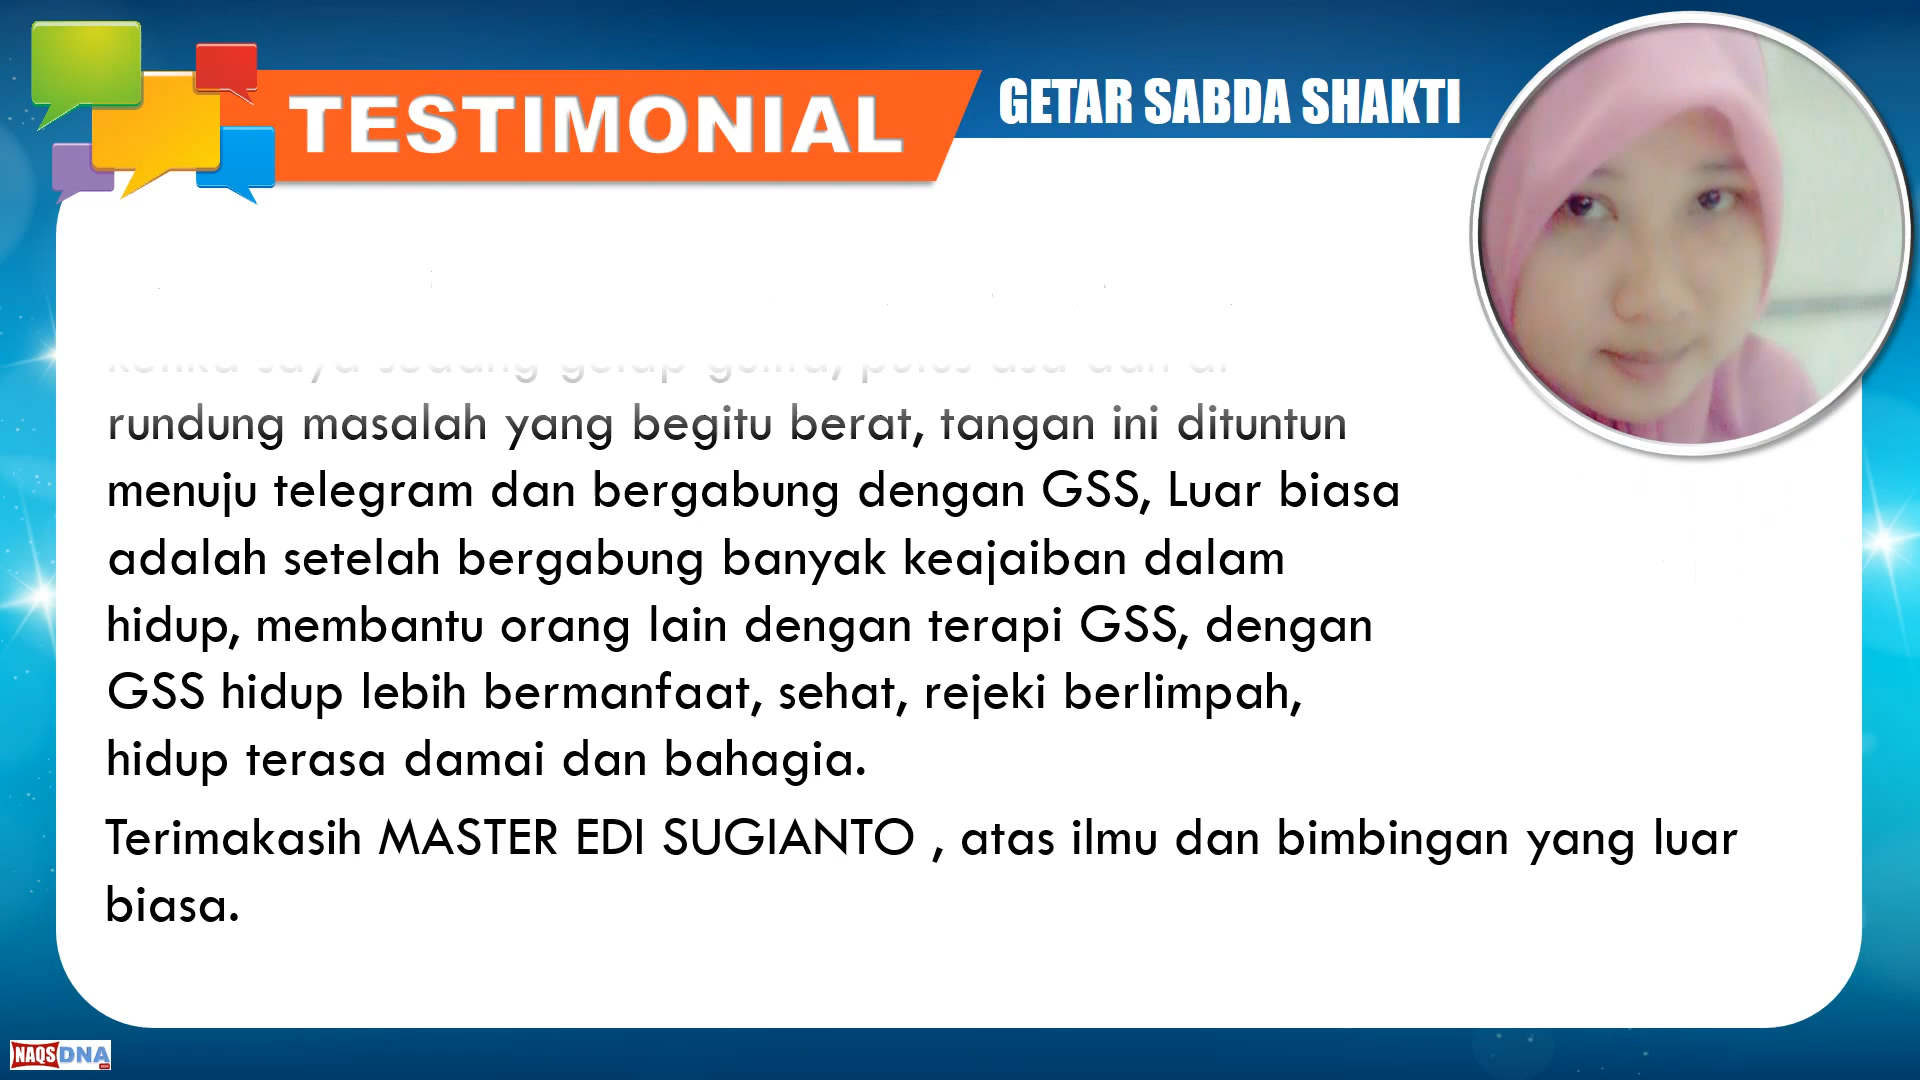 TESTIMONIAL
GETAR SABDA SHAKTI
rundung masalah yang begitu berat, tangan ini dituntun
menuju telegram dan bergabung dengan GSS, Luar biasa
adalah setelah bergabung banyak keajaiban dalam
hidup, membantu orang lain dengan terapi GSS, dengan
GSS hidup lebih bermanfaat, sehat, rejeki berlimpah,
hidup terasa damai dan bahagia.
Terimakasih MASTER EDI SUGIANTO , atas ilmu dan bimbingan yang luar
biasa.
NAQSDNA